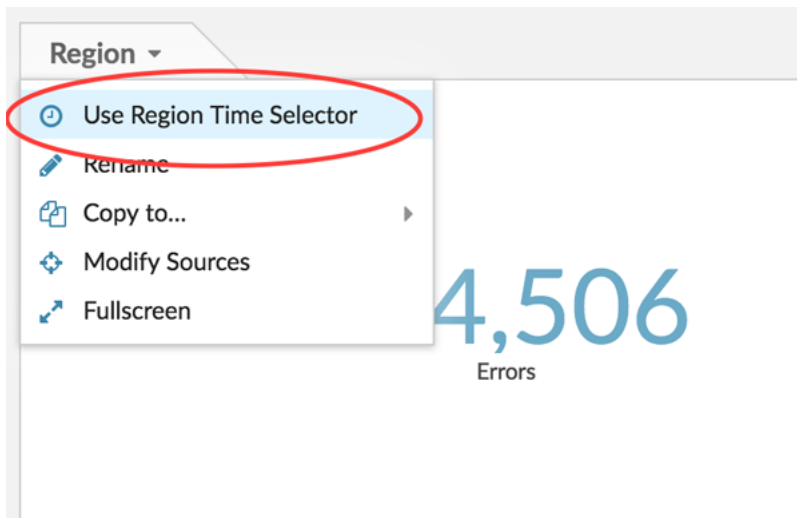 Region
Use Region Time Selector
Rename
Copy to...
Modify Sources
Fullscreen
4,506
Errors